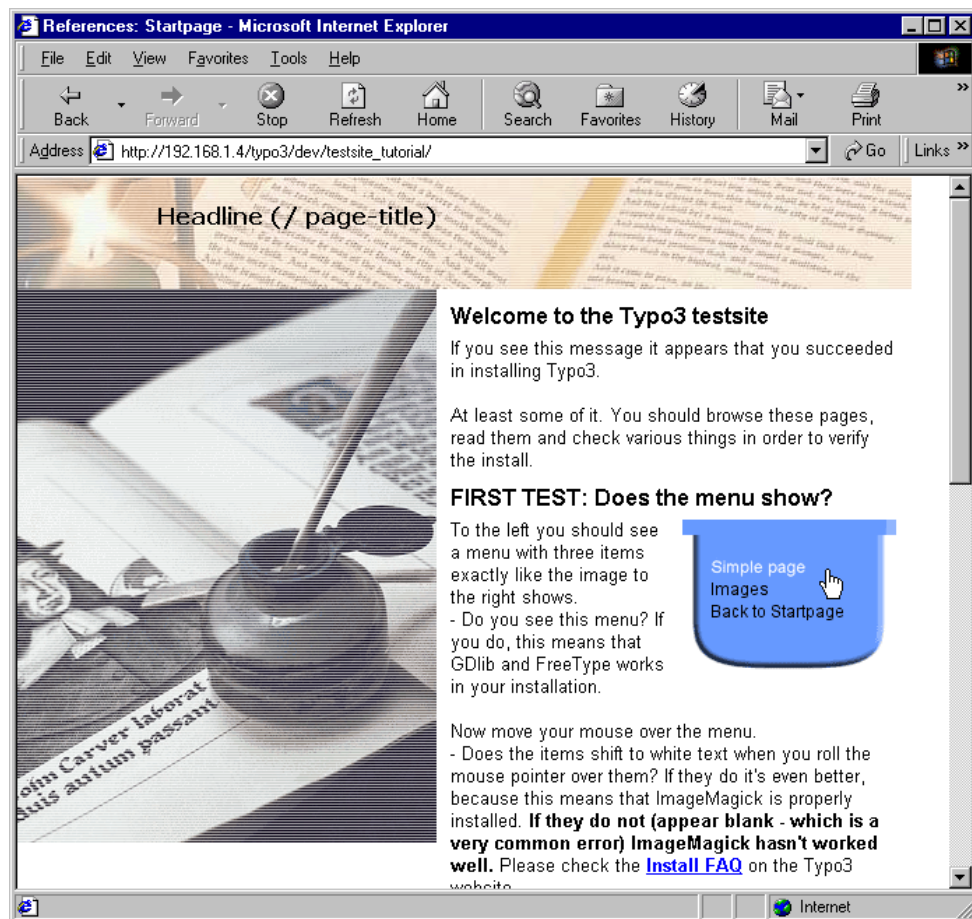 References: Startpage - Microsoft Internet Explorer
File Edit View Favorites Tools Help
Back Forward Stop Refresh Home Search Favorites History Mail Print »
Address http://192.168.1.4/typo3/dev/testsite_tutorial/ Go Links »
Headline (/ page-title)
Welcome to the Typo3 testsite
If you see this message it appears that you succeeded
in installing Typo3.
At least some of it. You should browse these pages,
read them and check various things in order to verify
the install.
FIRST TEST: Does the menu show?
To the left you should see
a menu with three items
exactly like the image to
the right shows.
- Do you see this menu? If
you do, this means that
GDlib and FreeType works
in your installation.
Simple page
Images
Back to Startpage
Now move your mouse over the menu.
- Does the items shift to white text when you roll the
mouse pointer over them? If they do it's even better,
because this means that ImageMagick is properly
installed. If they do not (appear blank - which is a
very common error) ImageMagick hasn't worked
well. Please check the Install FAQ on the Typo3
website
John Carver laborat
duis autum passant
Internet